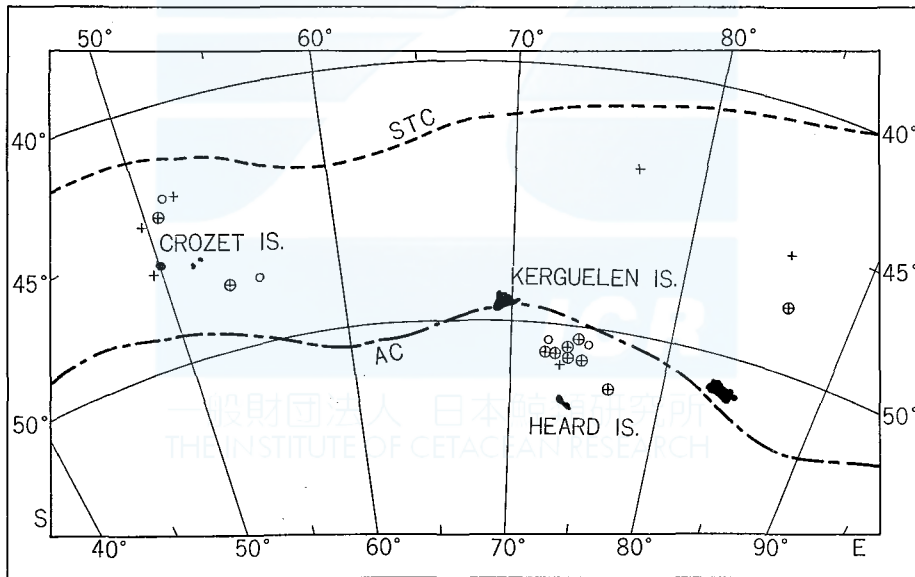 50° 60° 70° 80°
40° 40°
STC
CROZET IS.
45° 45°
KERGUELEN IS.
AC
50° 50°
一般財団法人 日本鯨類研究所
THE INSTITUTE OF CETACEAN RESEARCH
HEARD IS.
S
40° 50° 60° 70° 80° 90° E